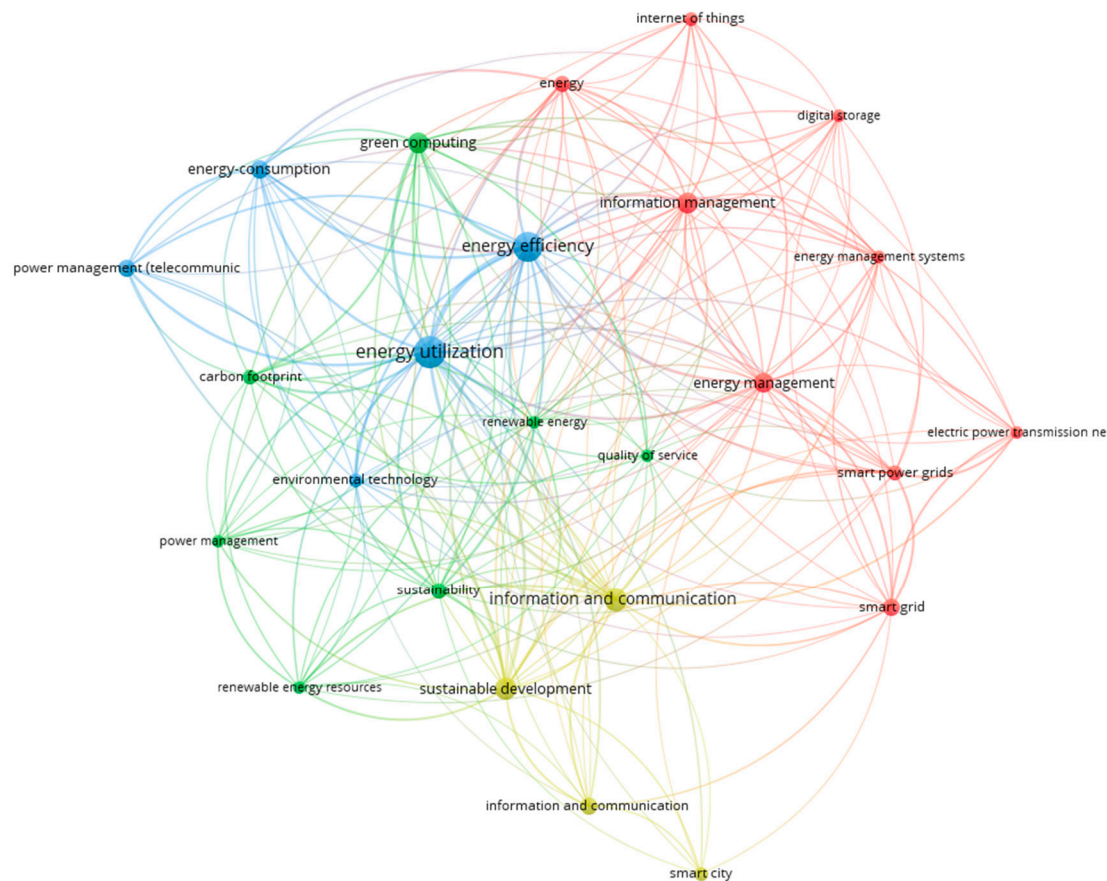 internet of things
energy
digital storage
green computing
energy-consumption
information management
energy efficiency
energy management systems
power management (telecommunic
energy utilization
carbon footprint
energy management
renewable energy
electric power transmission ne
quality of service
smart power grids
environmental technology
power management
sustainability
information and communication
smart grid
renewable energy resources
sustainable development
information and communication
smart city